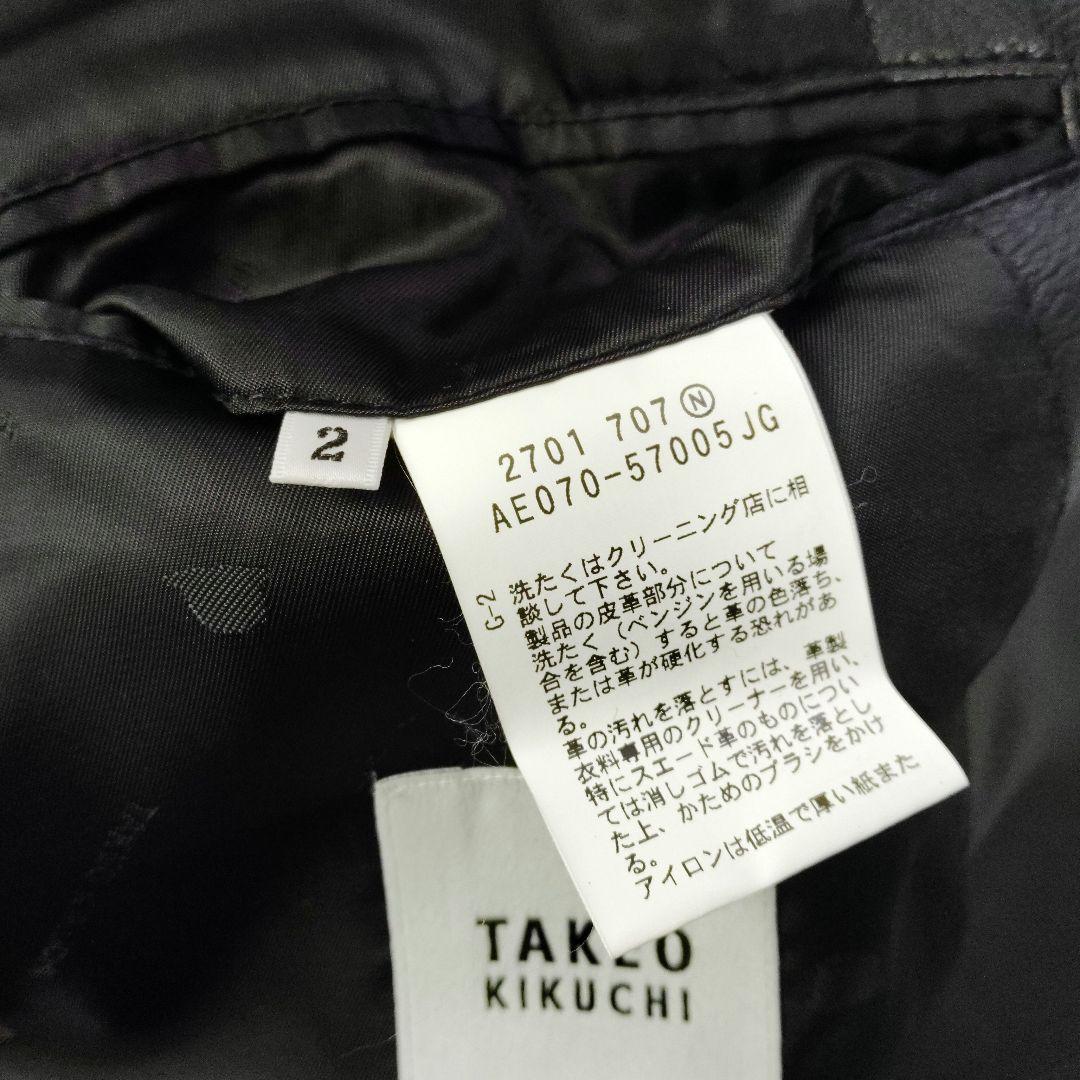 2
2701 707 Ⓝ
AE070-57005JG
G-2
洗たくはクリーニング店に相
談して下さい。
製品の皮革部分について
洗たく（ベンジンを用いる場
合を含む）すると革の色落ち、
または革が硬化する恐れがあ
る。
革の汚れを落とすには、革製
衣料専用のクリーナーを用い、
特にスエード革のものについ
ては消しゴムで汚れを落とし
た上、かためのブラシをかけ
る。
アイロンは低温で厚い紙また
TAKEO
KIKUCHI